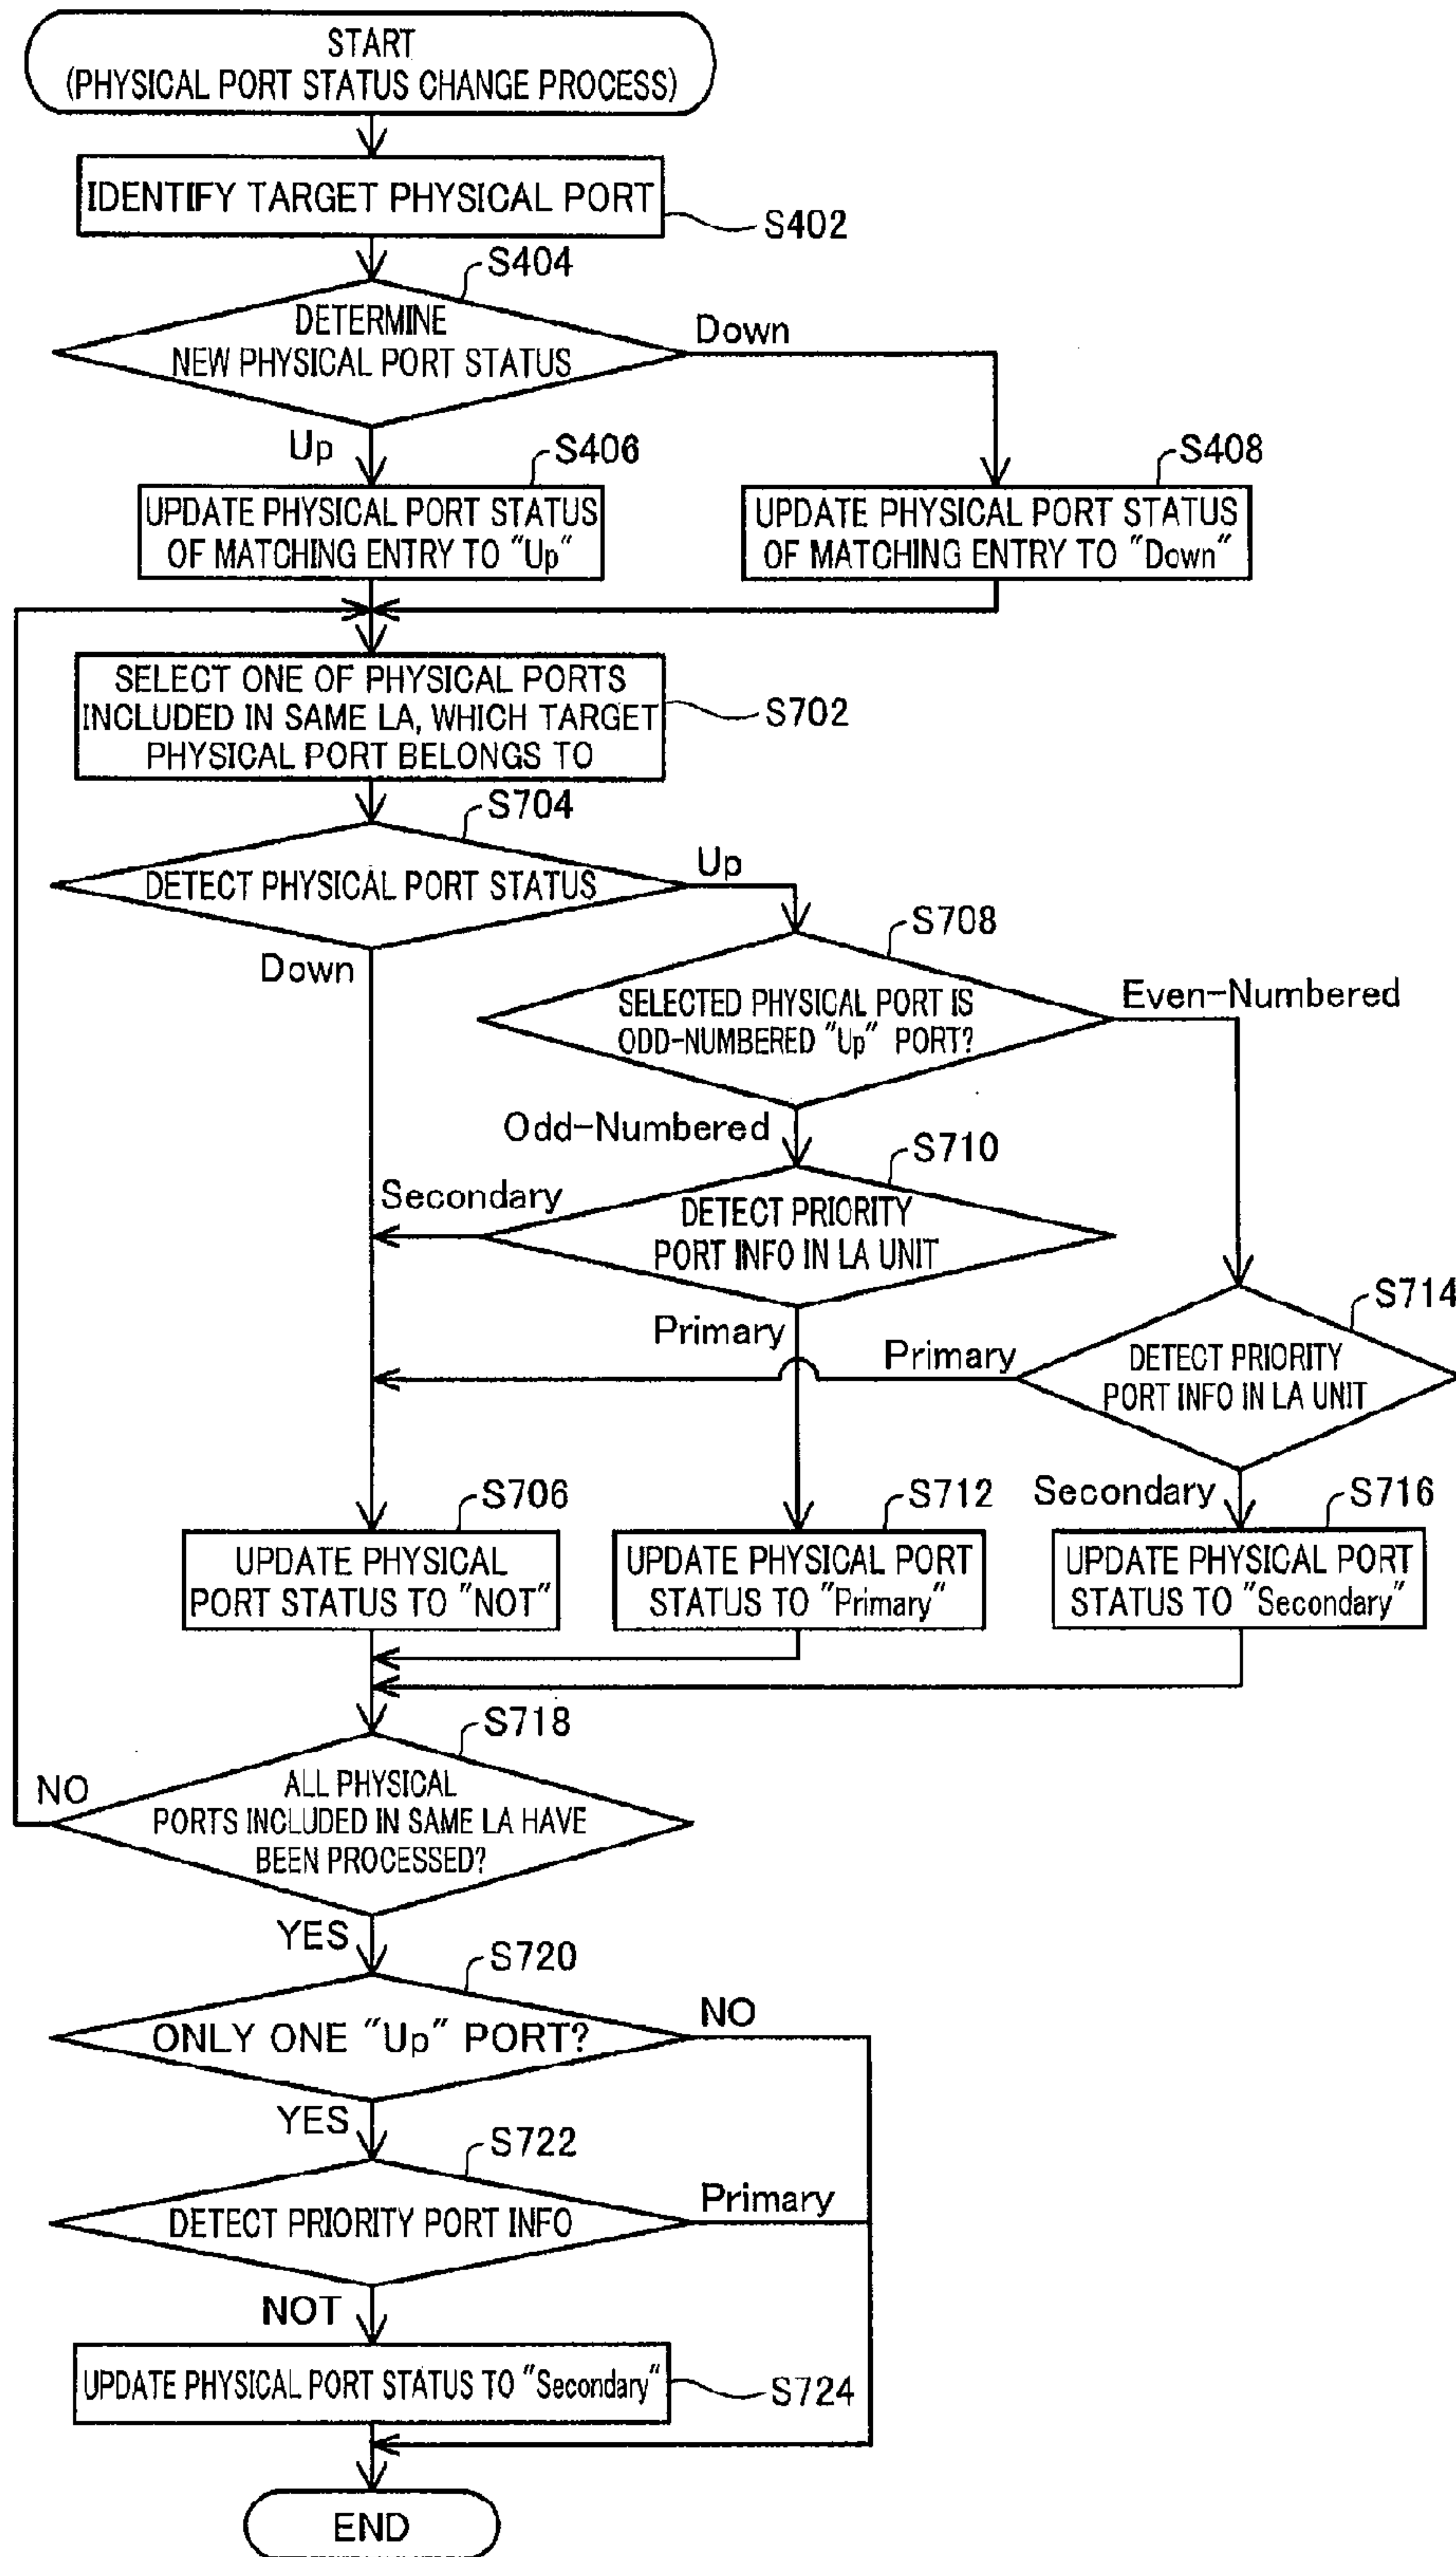 START
(PHYSICAL PORT STATUS CHANGE PROCESS)
IDENTIFY TARGET PHYSICAL PORT
S402
S404
DETERMINE
NEW PHYSICAL PORT STATUS
Down
Up
S406
S408
UPDATE PHYSICAL PORT STATUS
OF MATCHING ENTRY TO "Up"
UPDATE PHYSICAL PORT STATUS
OF MATCHING ENTRY TO "Down"
SELECT ONE OF PHYSICAL PORTS
INCLUDED IN SAME LA, WHICH TARGET
PHYSICAL PORT BELONGS TO
S702
S704
DETECT PHYSICAL PORT STATUS
Up
Down
S708
SELECTED PHYSICAL PORT IS
ODD-NUMBERED "Up" PORT?
Even-Numbered
Odd-Numbered
S710
DETECT PRIORITY
PORT INFO IN LA UNIT
Secondary
Primary
S714
DETECT PRIORITY
PORT INFO IN LA UNIT
Primary
Secondary
S706
S712
S716
UPDATE PHYSICAL
PORT STATUS TO "NOT"
UPDATE PHYSICAL PORT
STATUS TO "Primary"
UPDATE PHYSICAL PORT
STATUS TO "Secondary"
S718
ALL PHYSICAL
PORTS INCLUDED IN SAME LA HAVE
BEEN PROCESSED?
NO
YES
S720
ONLY ONE "Up" PORT?
NO
YES
S722
DETECT PRIORITY PORT INFO
Primary
NOT
UPDATE PHYSICAL PORT STATUS TO "Secondary"
S724
END